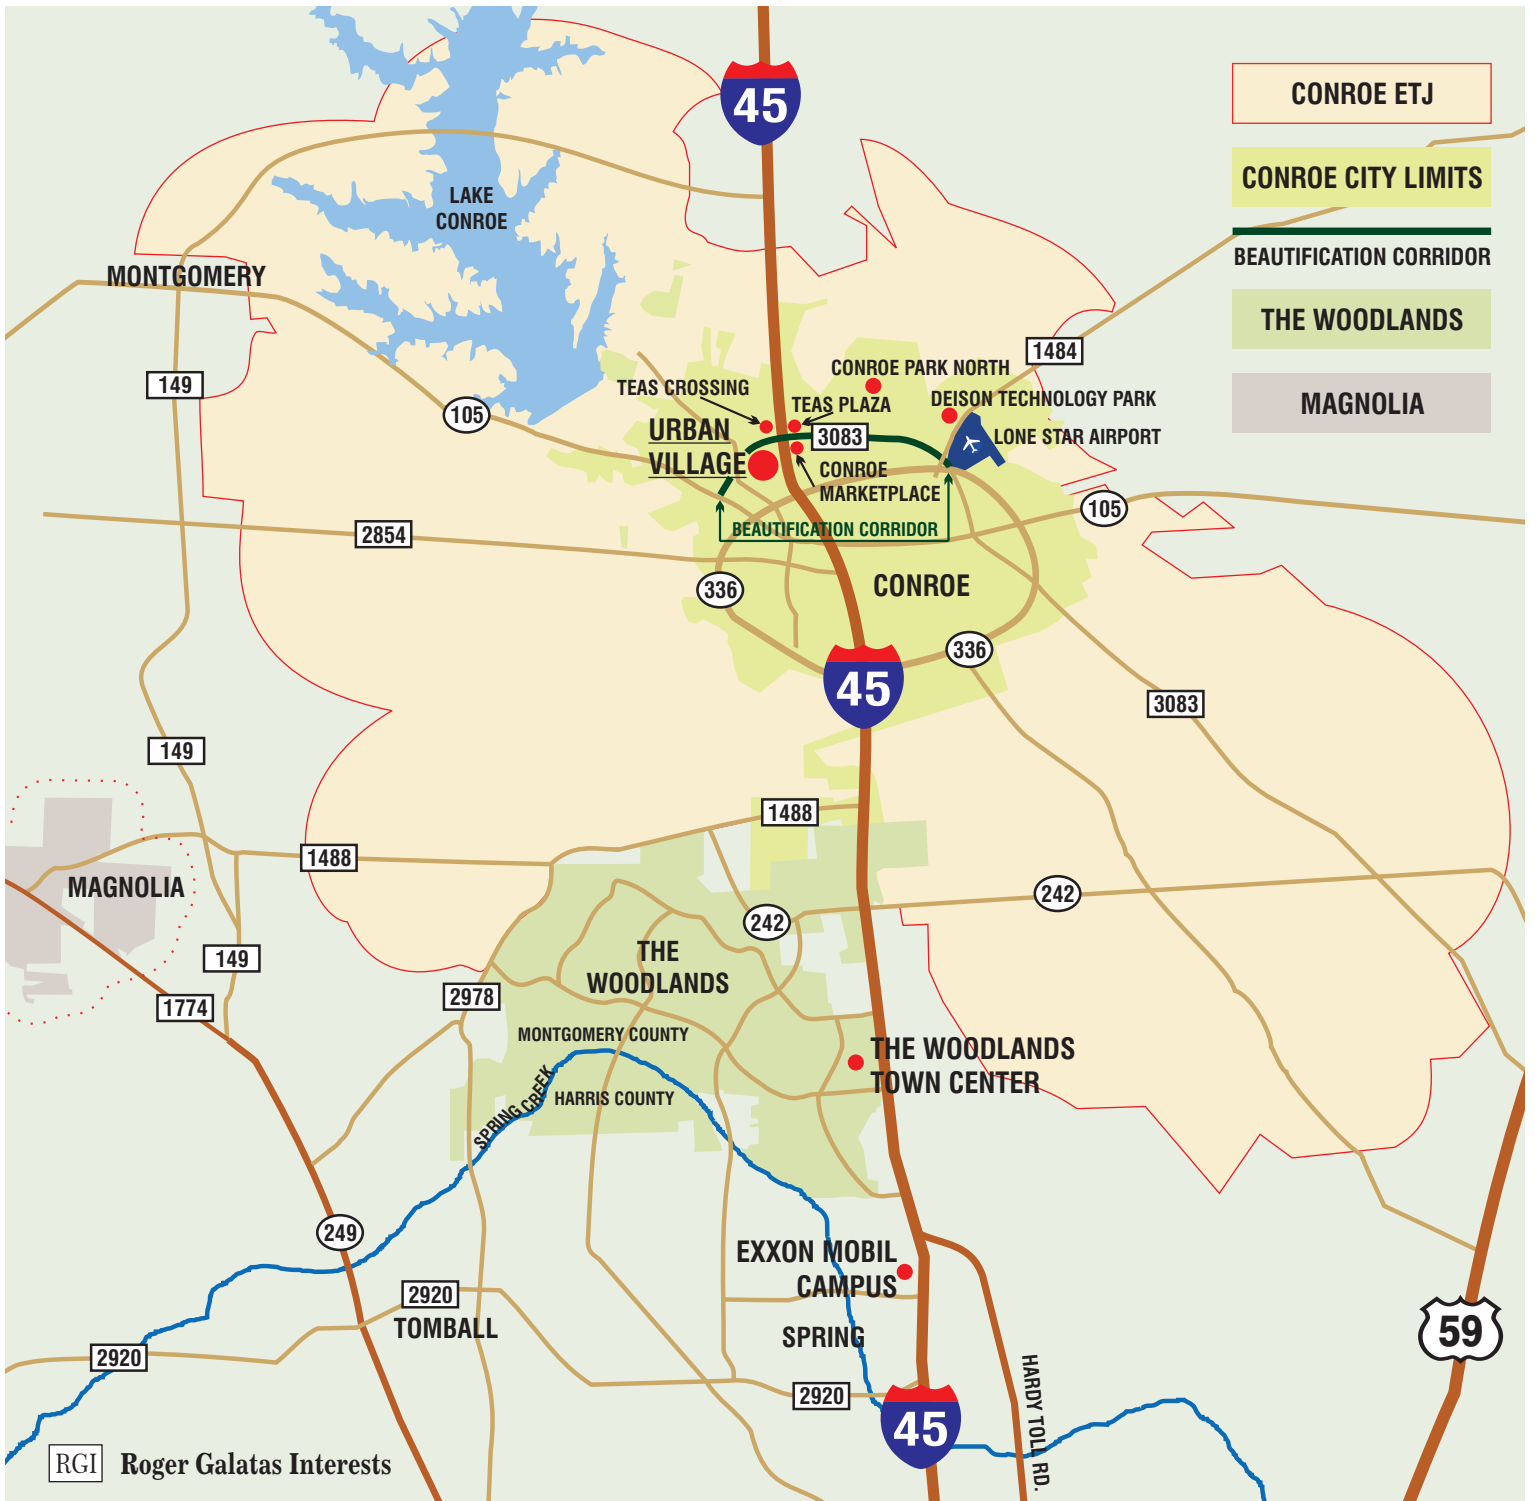 45
CONROE ETJ
CONROE CITY LIMITS
BEAUTIFICATION CORRIDOR
THE WOODLANDS
MAGNOLIA
LAKE
CONROE
MONTGOMERY
149
105
1484
CONROE PARK NORTH
TEAS CROSSING
DEISON TECHNOLOGY PARK
TEAS PLAZA
URBAN
VILLAGE
3083
LONE STAR AIRPORT
CONROE
MARKETPLACE
105
BEAUTIFICATION CORRIDOR
2854
336
CONROE
336
45
3083
149
1488
1488
MAGNOLIA
242
242
149
THE
WOODLANDS
2978
1774
MONTGOMERY COUNTY
THE WOODLANDS
TOWN CENTER
SPRING CREEK
HARRIS COUNTY
249
EXXON MOBIL
CAMPUS
2920
TOMBALL
SPRING
59
2920
HARDY TOLL RD.
2920
45
RGI Roger Galatas Interests